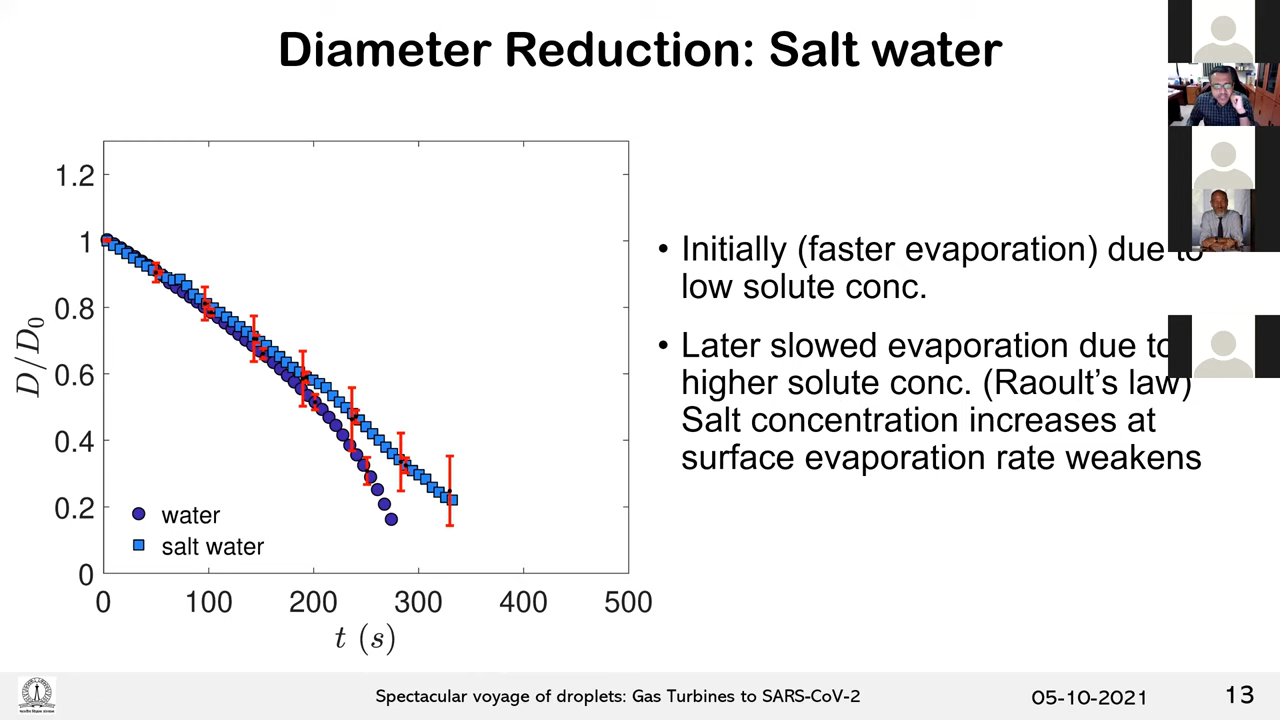 Diameter Reduction: Salt water
1.2
1
0.8
0.6
0.4
0.2
0
D/D0
water
salt water
0 100 200 300 400 500
t (s)
• Initially (faster evaporation) due to
low solute conc.
• Later slowed evaporation due to
higher solute conc. (Raoult’s law)
Salt concentration increases at
surface evaporation rate weakens
Spectacular voyage of droplets: Gas Turbines to SARS-CoV-2
05-10-2021
13